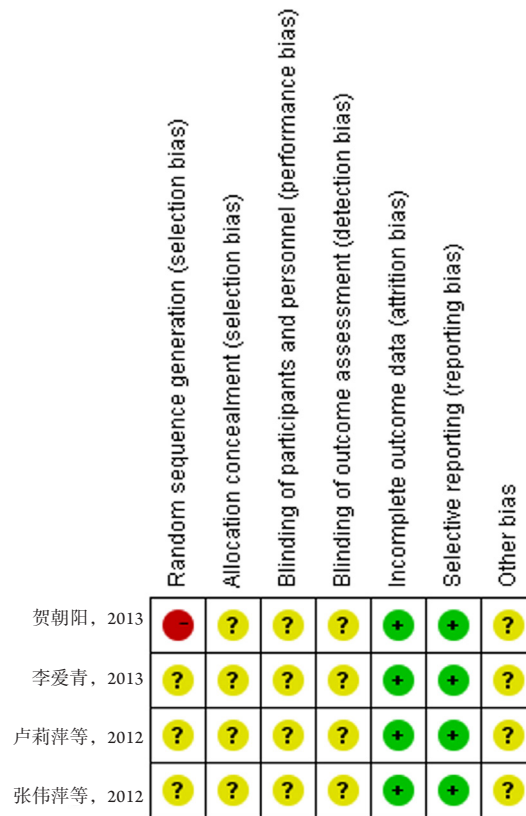 Random sequence generation (selection bias)
Allocation concealment (selection bias)
Blinding of participants and personnel (performance bias)
Blinding of outcome assessment (detection bias)
Incomplete outcome data (attrition bias)
Selective reporting (reporting bias)
Other bias
贺朝阳, 2013 - ? ? ? + + ?
李爱青, 2013 ? ? ? ? + + ?
卢莉萍等, 2012 ? ? ? ? + + ?
张伟萍等, 2012 ? ? ? ? + + ?